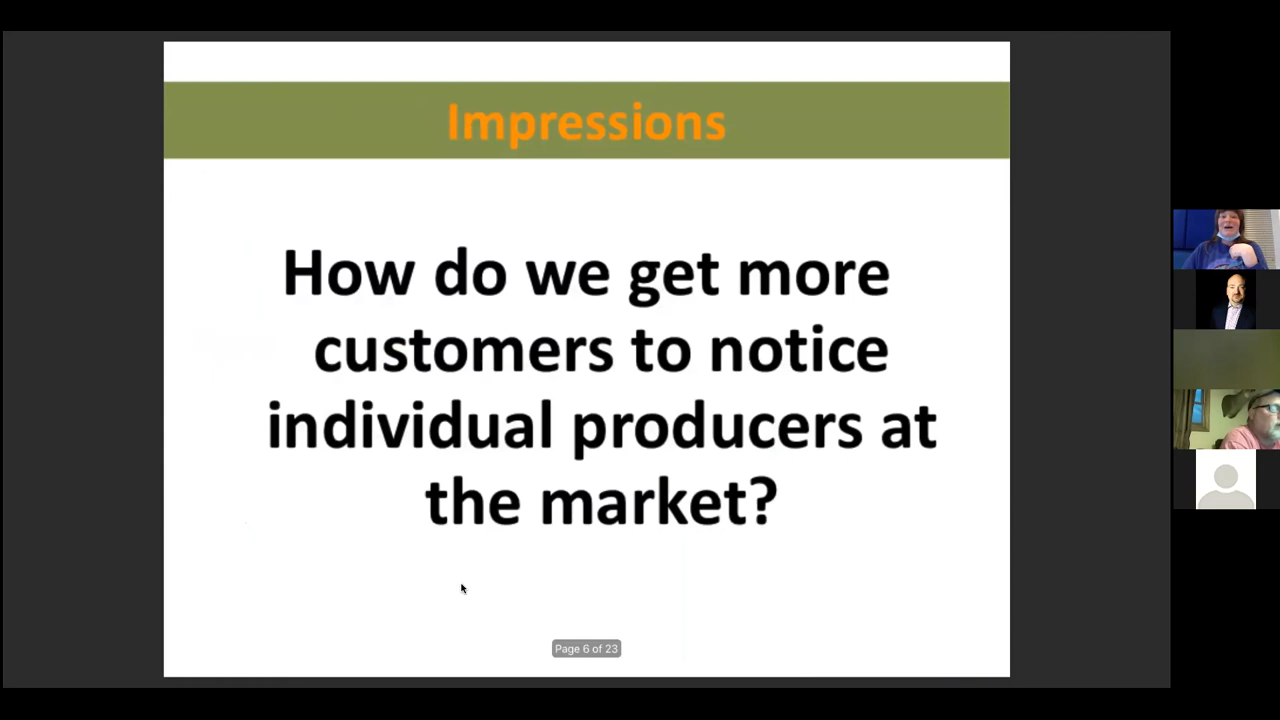 Impressions
How do we get more
customers to notice
individual producers at
the market?
Page 6 of 23